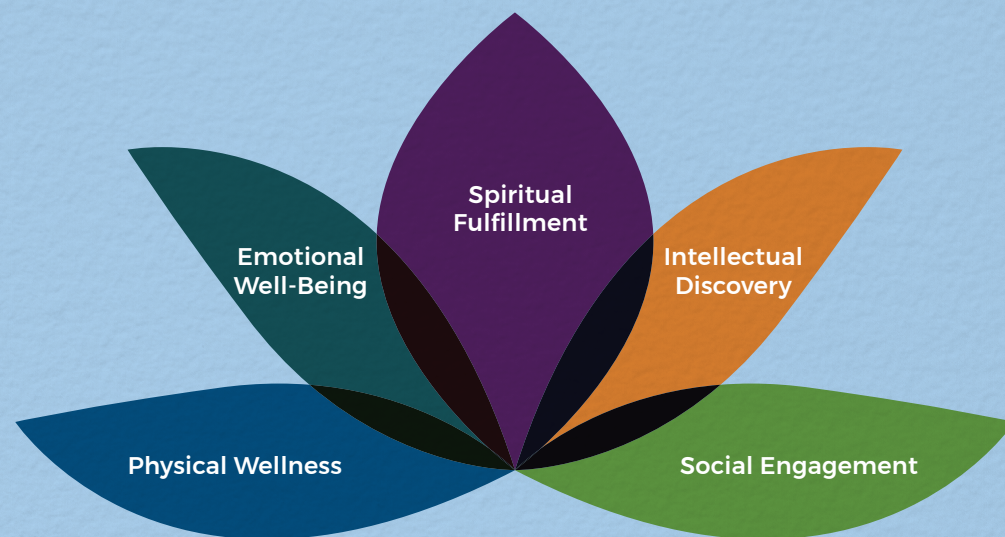 Spiritual
Fulfillment
Emotional
Well-Being
Intellectual
Discovery
Physical Wellness
Social Engagement